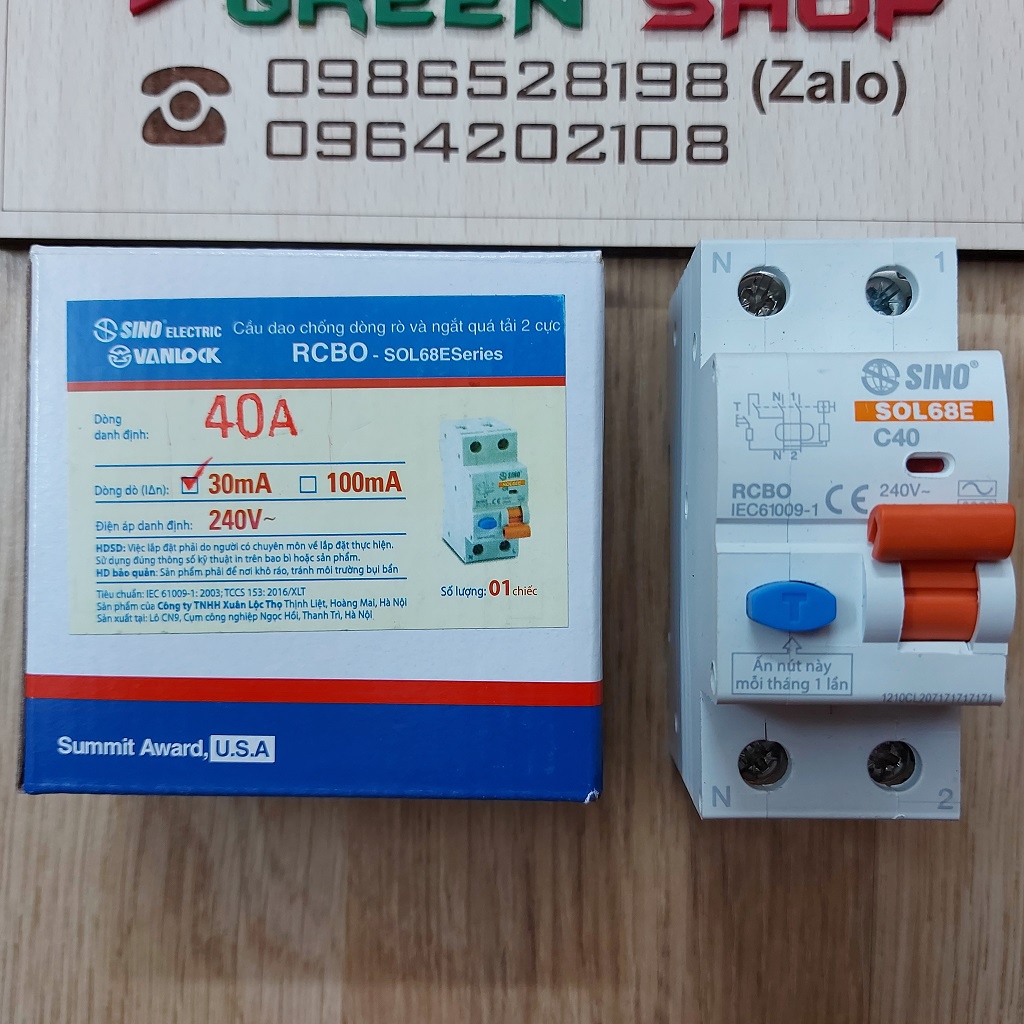 GREEN SHOP
0986528198 (Zalo)
0964202108
SINO ELECTRIC
VANLOCK
Cầu dao chống dòng rò và ngắt quá tải 2 cực
RCBO - SOL68ESeries
Dòng
danh định:
40A
Dòng dò (IΔn): 30mA 100mA
Điện áp danh định: 240V~
HDSD: Việc lắp đặt phải do người có chuyên môn về lắp đặt thực hiện.
Sử dụng đúng thông số kỹ thuật in trên bao bì hoặc sản phẩm.
HD bảo quản: Sản phẩm phải để nơi khô ráo, tránh môi trường bụi bẩn
Tiêu chuẩn: IEC 61009-1: 2003; TCCS 153: 2016/XLT
Sản phẩm của Công ty TNHH Xuân Lộc Thọ Thịnh Liệt, Hoàng Mai, Hà Nội
Sản xuất tại: Lô CN9, Cụm công nghiệp Ngọc Hồi, Thanh Trì, Hà Nội
Số lượng: 01 chiếc
Summit Award, U.S.A
N 1
SINO
SOL68E
C40
T
N 1
N 2
RCBO
IEC61009-1
CE
240V~
T
Ấn nút này
mỗi tháng 1 lần
1210CL207171717171
N 2